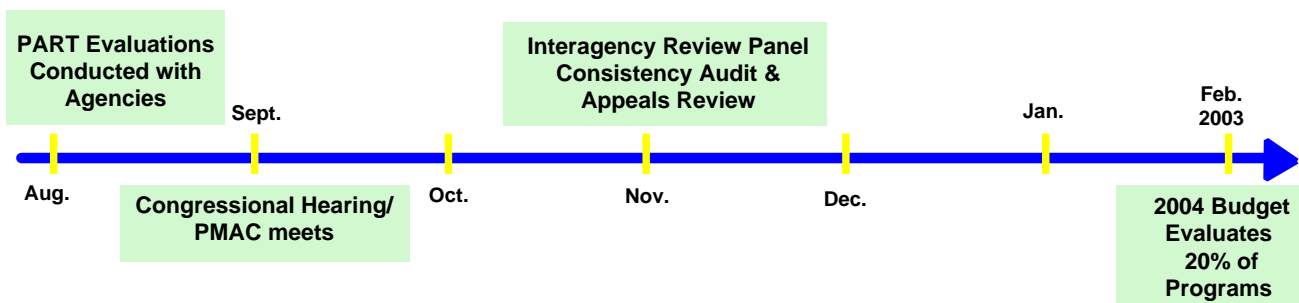 PART Evaluations
Conducted with
Agencies
Interagency Review Panel
Consistency Audit &
Appeals Review
Sept.
Jan.
Feb.
2003
Aug.
Oct.
Nov.
Dec.
Congressional Hearing/
PMAC meets
2004 Budget
Evaluates
20% of
Programs